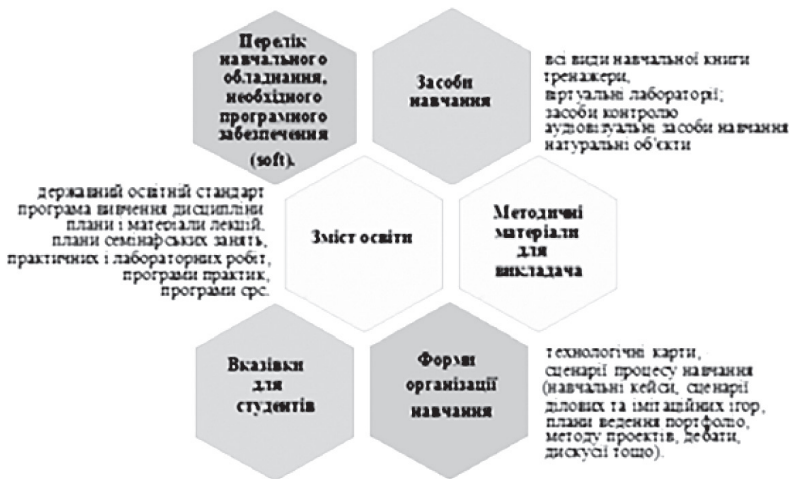 Перелік
навчального
обладнання,
необхідного
програмного
забезпечення
(soft).
Засоби
навчання
всі види навчальної книги
тренажери,
віртуальні лабораторії;
засоби контролю
аудіовізуальні засоби навчання
натуральні об'єкти
державний освітній стандарт
програма вивчення дисципліни
плани і матеріали лекцій.
плани семінарських занять,
практичних і лабораторних робіт,
програми практик,
програми срс.
Зміст освіти
Методичні
матеріали
для
викладача
Вказівки
для
студентів
Форми
організації
навчання
технологічні карти,
сценарії процесу навчання
(навчальні кейси, сценарії
ділових та імітаційних ігор,
плани ведення портфоліо,
методу проектів, дебати,
дискусії тощо).